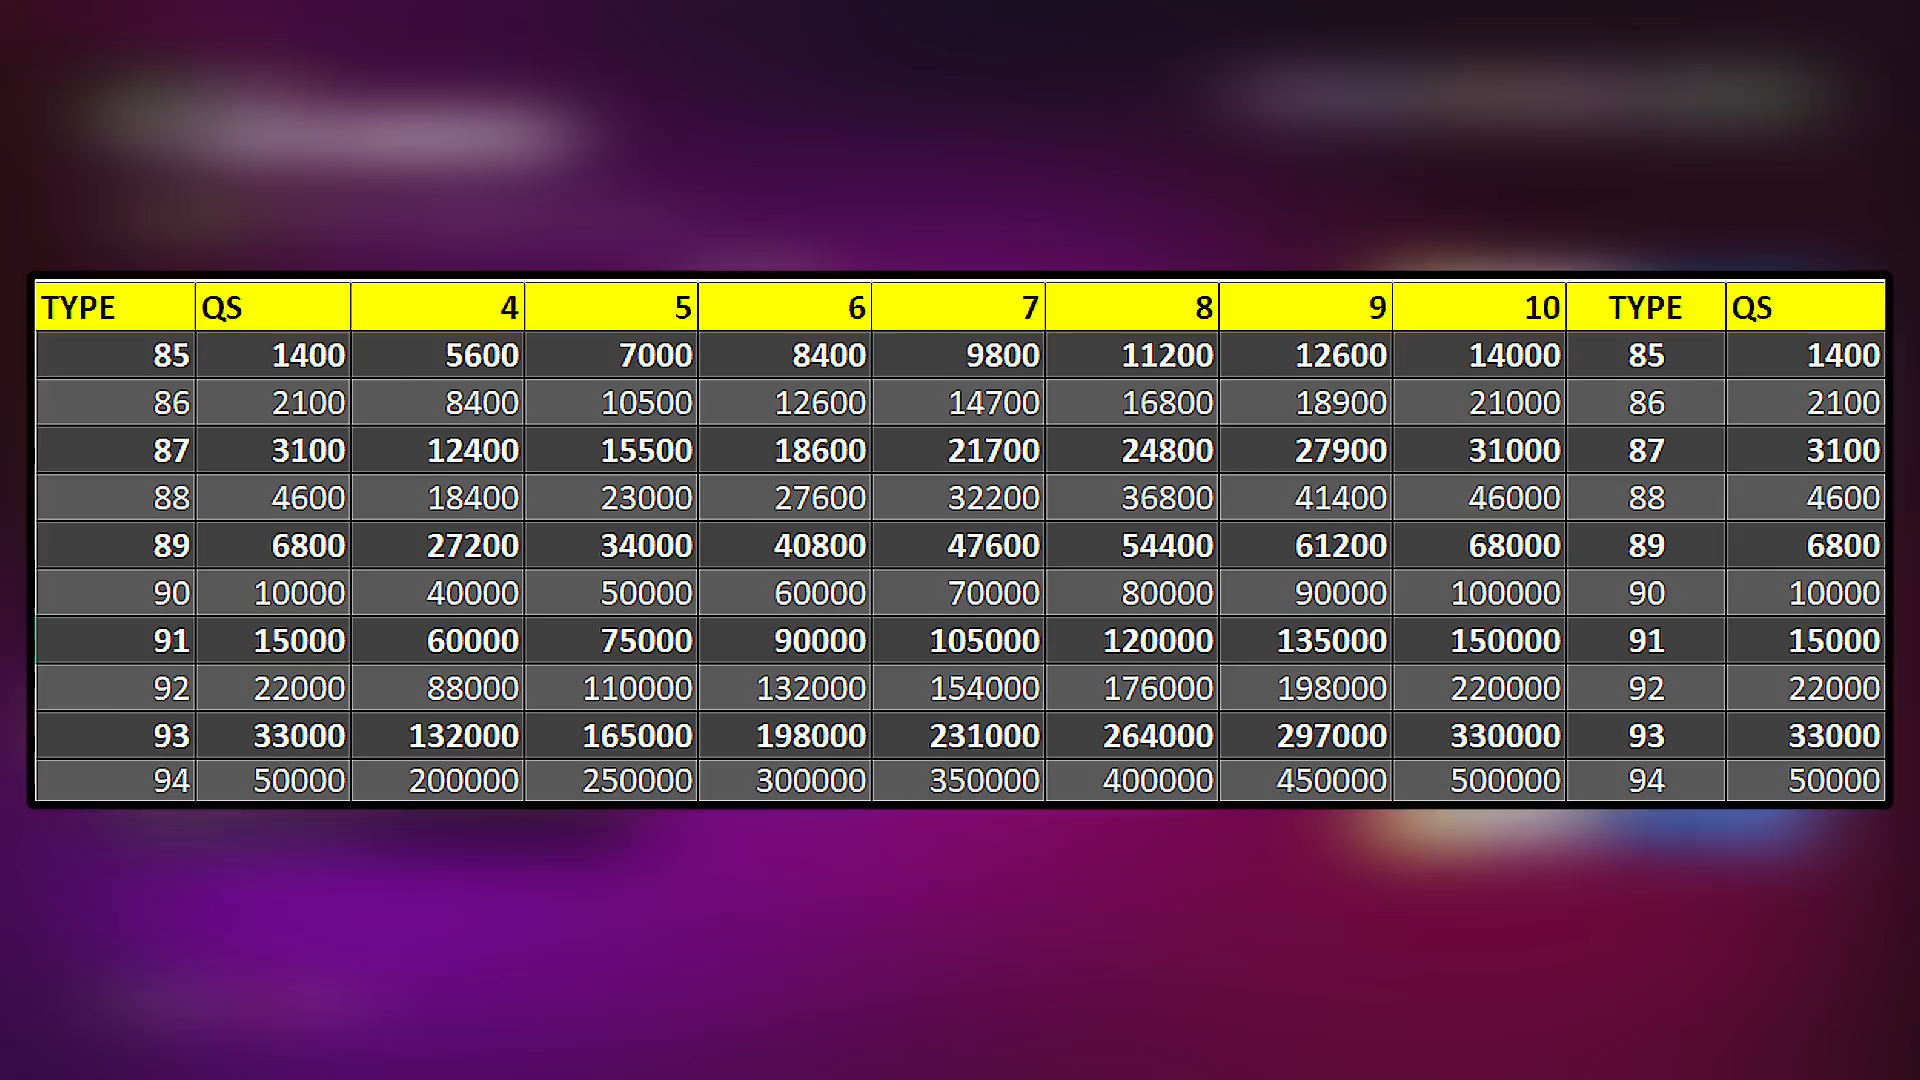 TYPE QS 4 5 6 7 8 9 10 TYPE QS
85 1400 5600 7000 8400 9800 11200 12600 14000 85 1400
86 2100 8400 10500 12600 14700 16800 18900 21000 86 2100
87 3100 12400 15500 18600 21700 24800 27900 31000 87 3100
88 4600 18400 23000 27600 32200 36800 41400 46000 88 4600
89 6800 27200 34000 40800 47600 54400 61200 68000 89 6800
90 10000 40000 50000 60000 70000 80000 90000 100000 90 10000
91 15000 60000 75000 90000 105000 120000 135000 150000 91 15000
92 22000 88000 110000 132000 154000 176000 198000 220000 92 22000
93 33000 132000 165000 198000 231000 264000 297000 330000 93 33000
94 50000 200000 250000 300000 350000 400000 450000 500000 94 50000